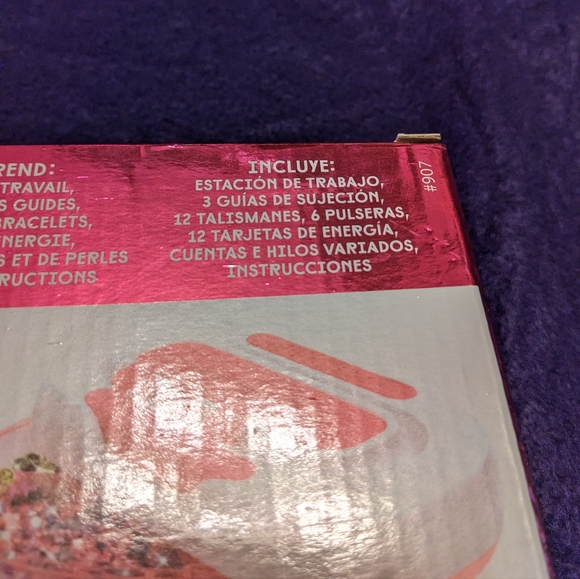 REND:
TRAVAIL,
S GUIDES,
BRACELETS,
NERGIE,
S ET DE PERLES
RUCTIONS
INCLUYE:
ESTACIÓN DE TRABAJO,
3 GUÍAS DE SUJECIÓN,
12 TALISMANES, 6 PULSERAS,
12 TARJETAS DE ENERGÍA,
CUENTAS E HILOS VARIADOS,
INSTRUCCIONES
#907